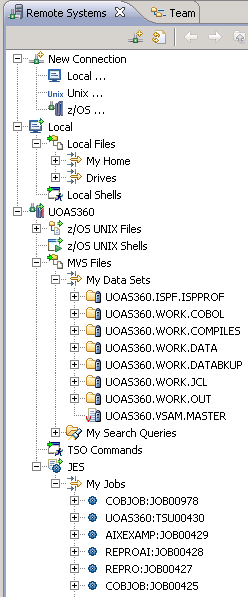 Remote Systems Team
New Connection
Local ...
Unix Unix ...
z/OS ...
Local
Local Files
My Home
Drives
Local Shells
UOAS360
z/OS UNIX Files
z/OS UNIX Shells
MVS Files
My Data Sets
UOAS360.ISPF.ISPPROF
UOAS360.WORK.COBOL
UOAS360.WORK.COMPILES
UOAS360.WORK.DATA
UOAS360.WORK.DATABKUP
UOAS360.WORK.JCL
UOAS360.WORK.OUT
UOAS360.VSAM.MASTER
My Search Queries
TSO Commands
JES
My Jobs
COBJOB:JOB00978
UOAS360:TSU00430
AIXEXAMP:JOB00429
REPROAI:JOB00428
REPRO:JOB00427
COBJOB:JOB00425